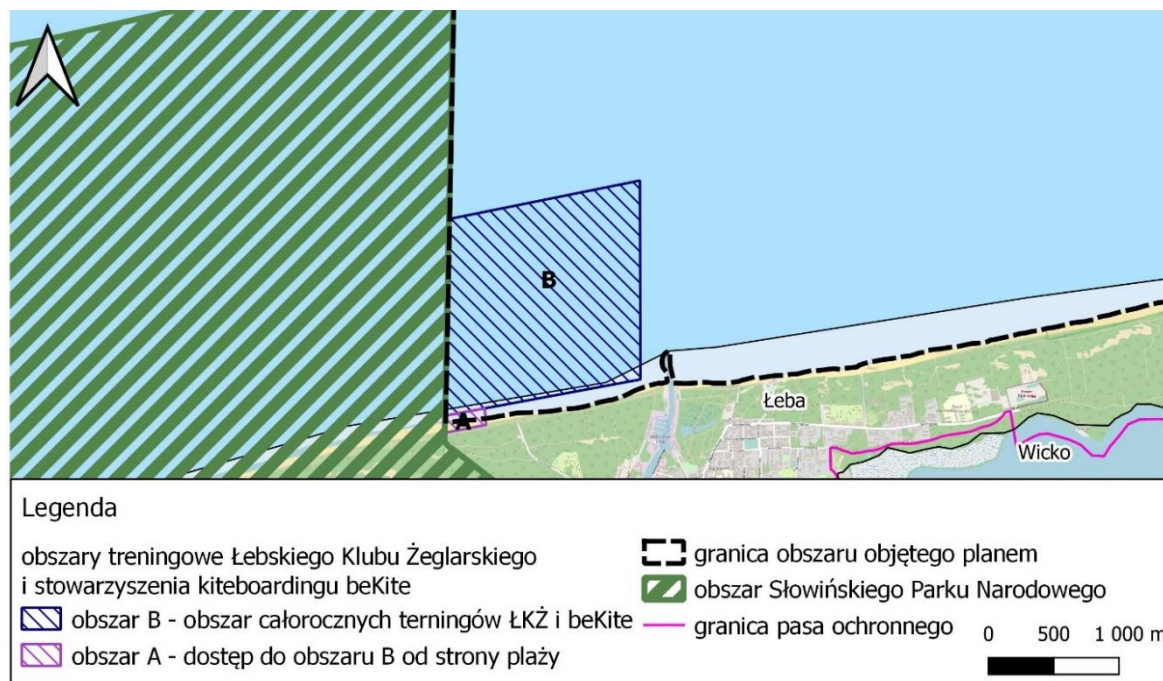 B
A
Łeba
Wicko
Legenda
obszary treningowe Łebskiego Klubu Żeglarskiego
i stowarzyszenia kiteboardingu beKite
obszar B - obszar całorocznych terningów ŁKŻ i beKite
obszar A - dostęp do obszaru B od strony plaży
granica obszaru objętego planem
obszar Słowińskiego Parku Narodowego
granica pasa ochronnego
0 500 1 000 m